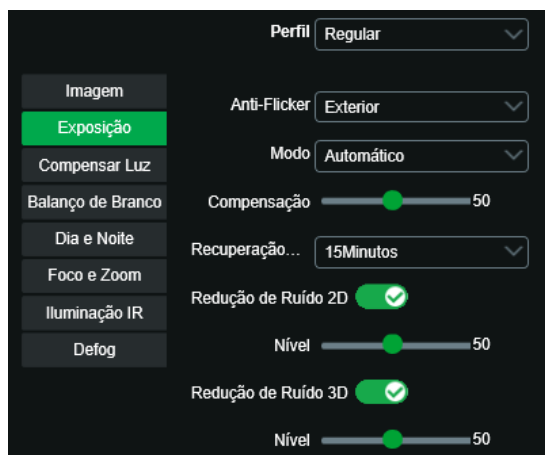 Perfil Regular
Imagem
Exposição
Compensar Luz
Balanço de Branco
Dia e Noite
Foco e Zoom
Iluminação IR
Defog
Anti-Flicker Exterior
Modo Automático
Compensação 50
Recuperação... 15Minutos
Redução de Ruído 2D
Nível 50
Redução de Ruído 3D
Nível 50